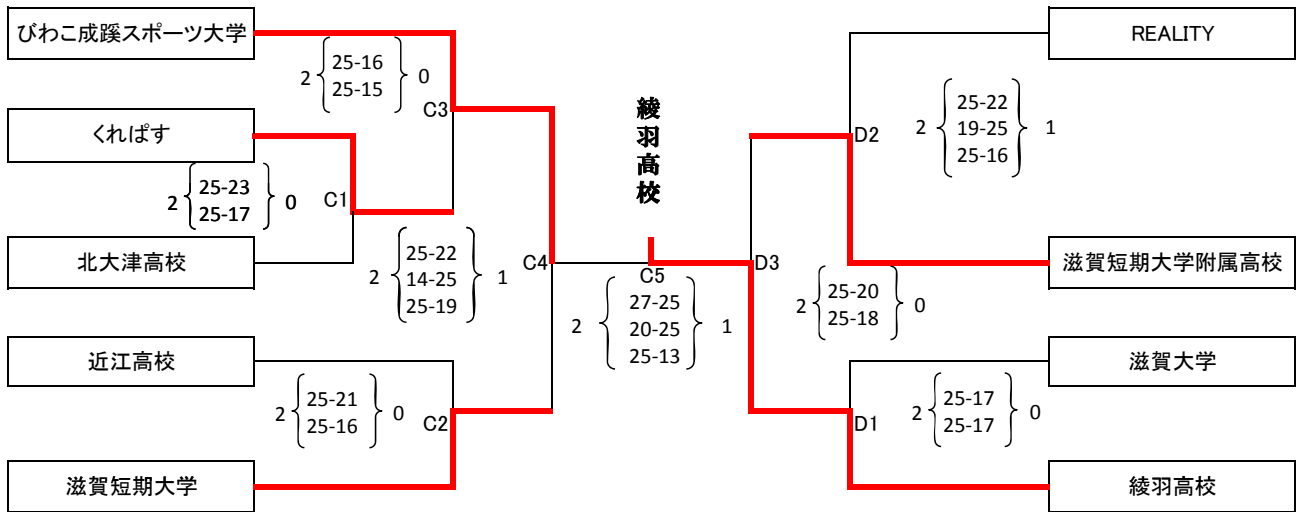 びわこ成蹊スポーツ大学
REALITY
2 25-16 0
25-15
C3
綾羽高校
くれぱす
D2
2 25-22 1
19-25
25-16
2 25-23 0
25-17
C1
北大津高校
2 25-22 1
14-25
25-19
C4
C5
2 27-25 1
20-25
25-13
D3
2 25-20 0
25-18
滋賀短期大学附属高校
近江高校
滋賀大学
2 25-21 0
25-16
C2
D1
2 25-17 0
25-17
滋賀短期大学
綾羽高校